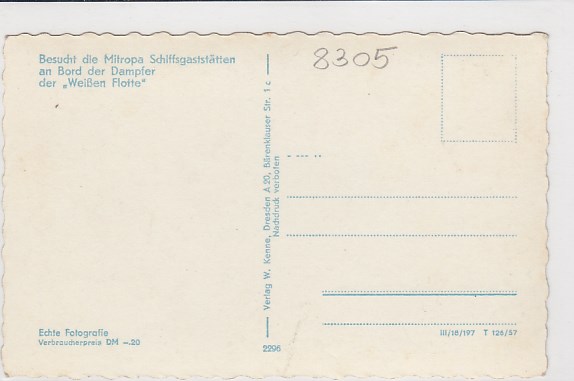 Besucht die Mitropa Schiffsgaststätten
an Bord der Dampfer
der „Weißen Flotte“
8305
Verlag W. Kenne, Dresden A 20, Bärenklauser Str. 1 c
Nachdruck verboten
Echte Fotografie
Verbraucherpreis DM –.20
2296
III/18/197 T 126/57